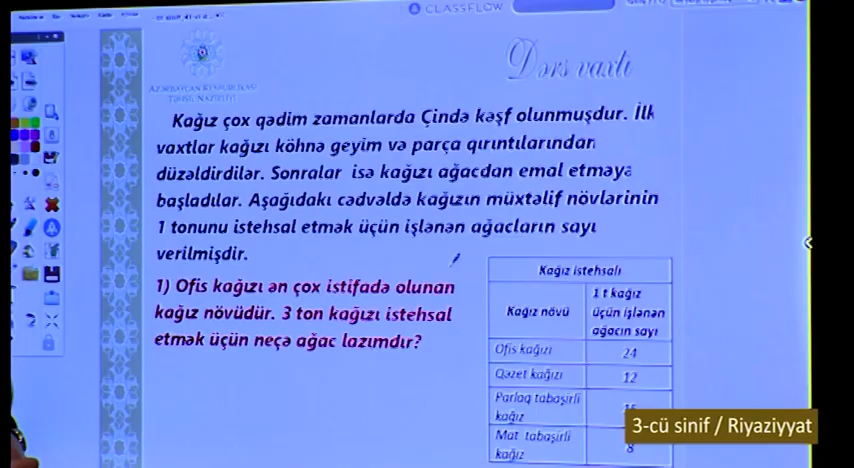 CLASSFLOW
Dərs vaxtı
AZƏRBAYCAN RESPUBLİKASI
TƏHSİL NAZİRLİYİ
Kağız çox qədim zamanlarda Çində kəşf olunmuşdur. İlk
vaxtlar kağızı köhnə geyim və parça qırıntılarından
düzəldirdilər. Sonralar isə kağızı ağacdan emal etməyə
başladılar. Aşağıdakı cədvəldə kağızın müxtəlif növlərinin
1 tonunu istehsal etmək üçün işlənən ağacların sayı
verilmişdir.
1) Ofis kağızı ən çox istifadə olunan
kağız növüdür. 3 ton kağızı istehsal
etmək üçün neçə ağac lazımdır?
Kağız istehsalı
Kağız növü
1 t kağız
üçün işlənən
ağacın sayı
Ofis kağızı 24
Qəzet kağızı 12
Parlaq tabaşirli
kağız
Mat tabaşirli
kağız 8
3-cü sinif / Riyaziyyat